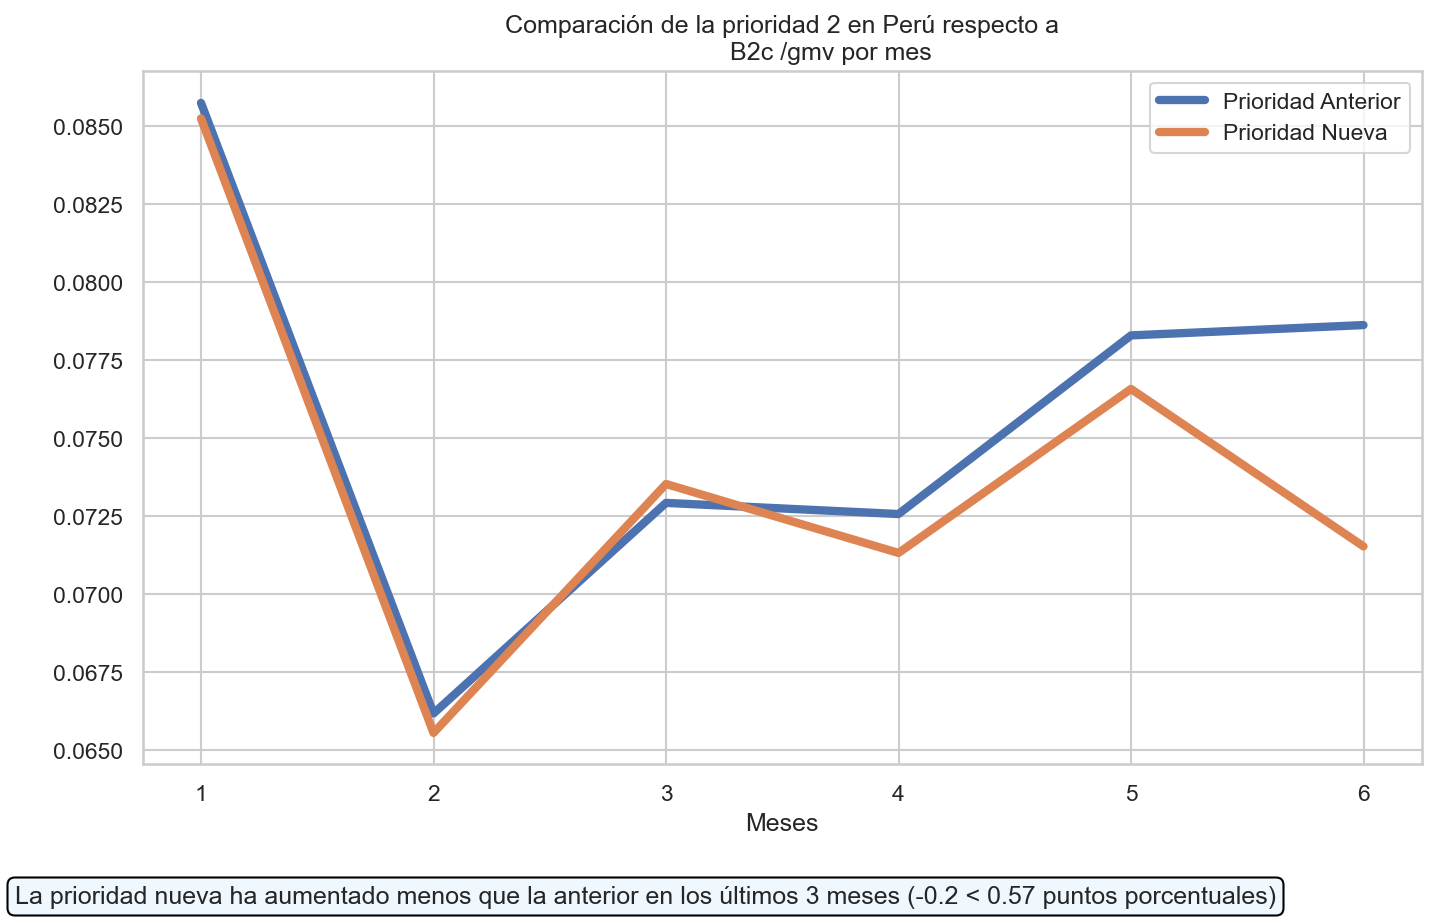 Comparación de la prioridad 2 en Perú respecto a
B2c /gmv por mes
Prioridad Anterior
Prioridad Nueva
0.0850
0.0825
0.0800
0.0775
0.0750
0.0725
0.0700
0.0675
0.0650
1 2 3 4 5 6
Meses
La prioridad nueva ha aumentado menos que la anterior en los últimos 3 meses (-0.2 < 0.57 puntos porcentuales)